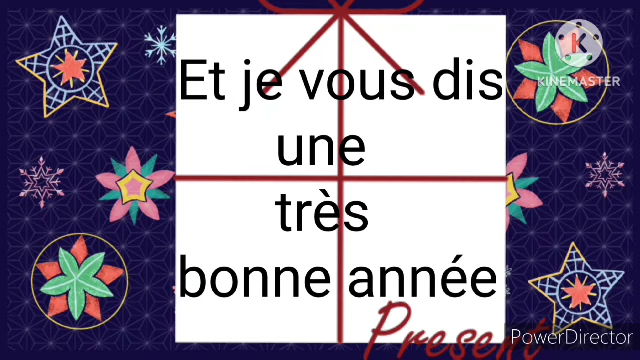 KINEMASTER
Et je vous dis
une
très
bonne année
Present
PowerDirector